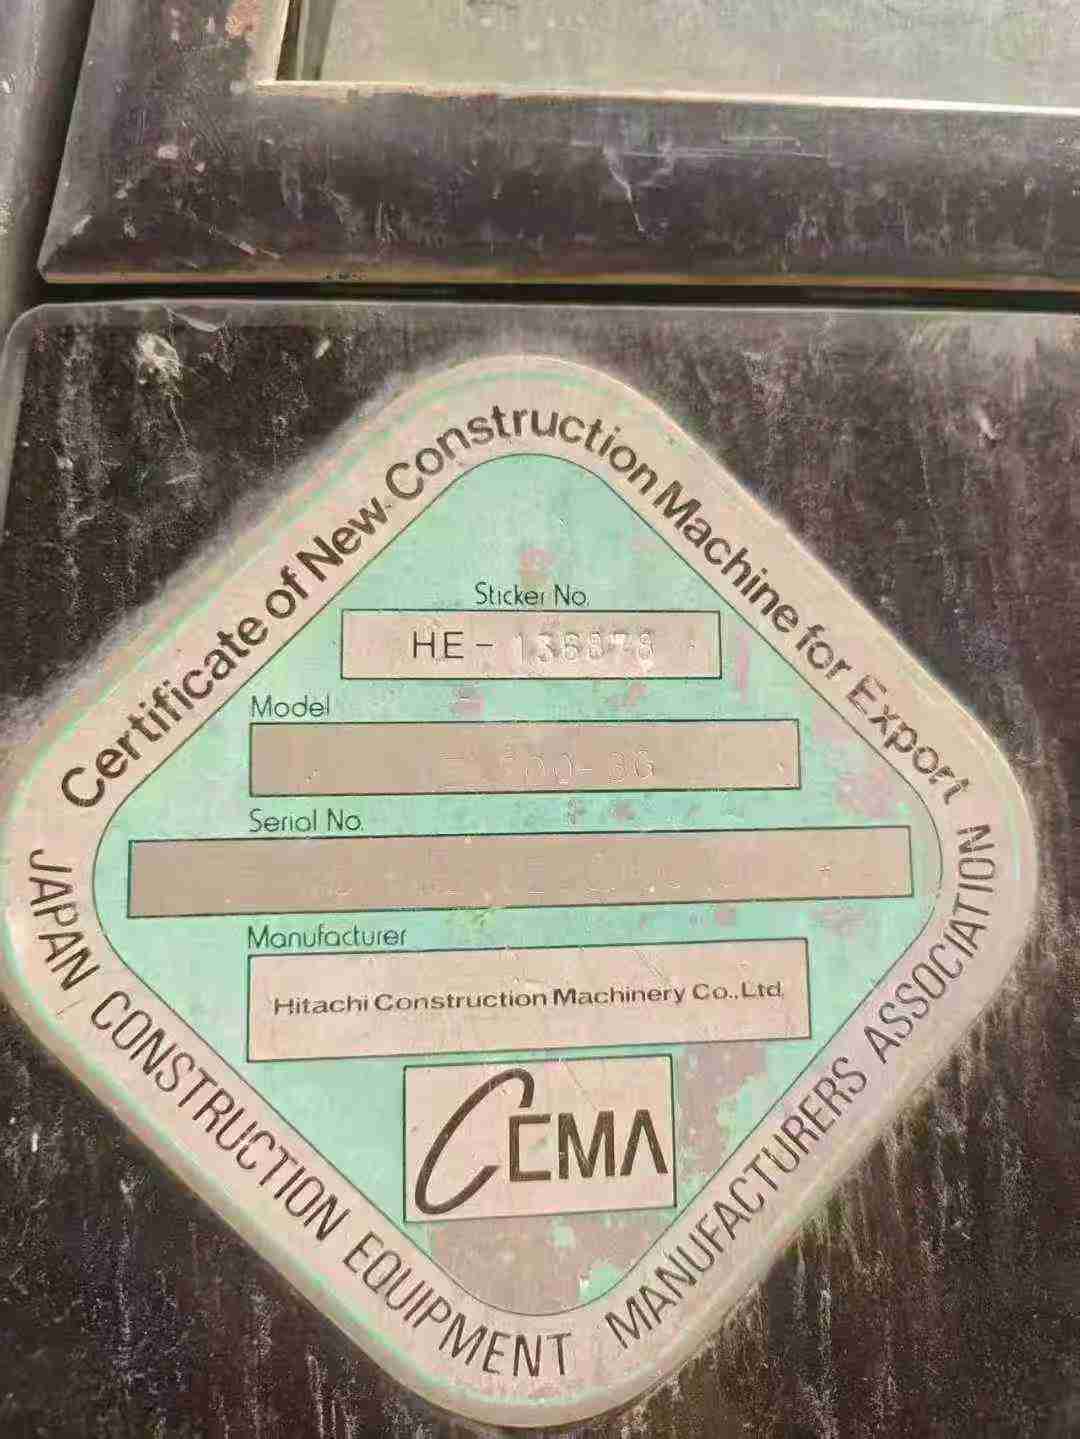 Certificate of New Construction Machine for Export
Sticker No.
HE- 136878
Model
Serial No.
Manufacturer
Hitachi Construction Machinery Co.,Ltd.
CEMA
JAPAN CONSTRUCTION EQUIPMENT MANUFACTURERS ASSOCIATION